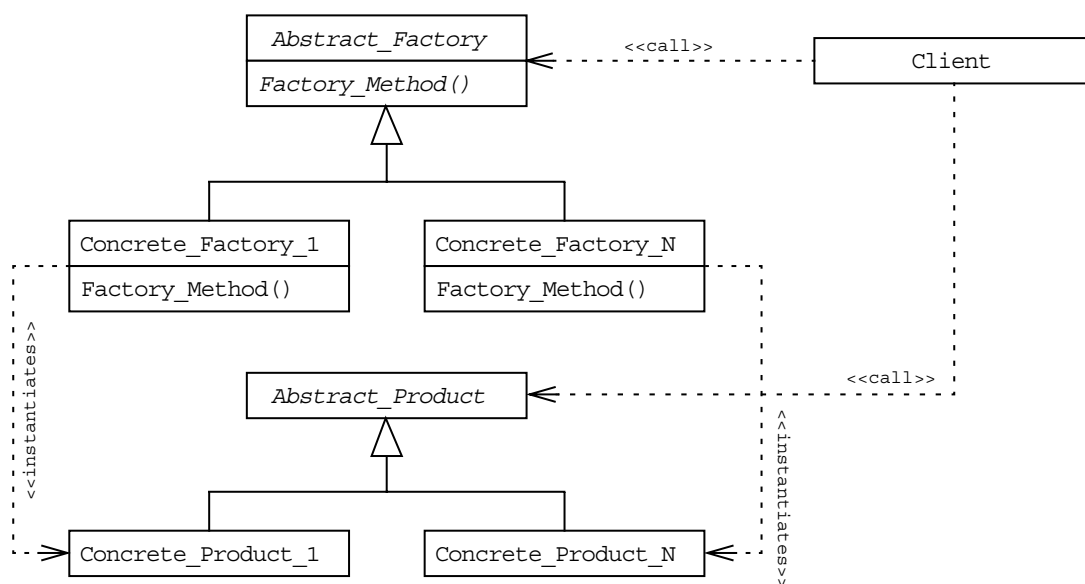 Abstract_Factory
<<call>>
Client
Factory_Method()
Concrete_Factory_1
Concrete_Factory_N
Factory_Method()
Factory_Method()
<<instantiates>>
Abstract_Product
<<call>>
<<instantiates>>
Concrete_Product_1
Concrete_Product_N